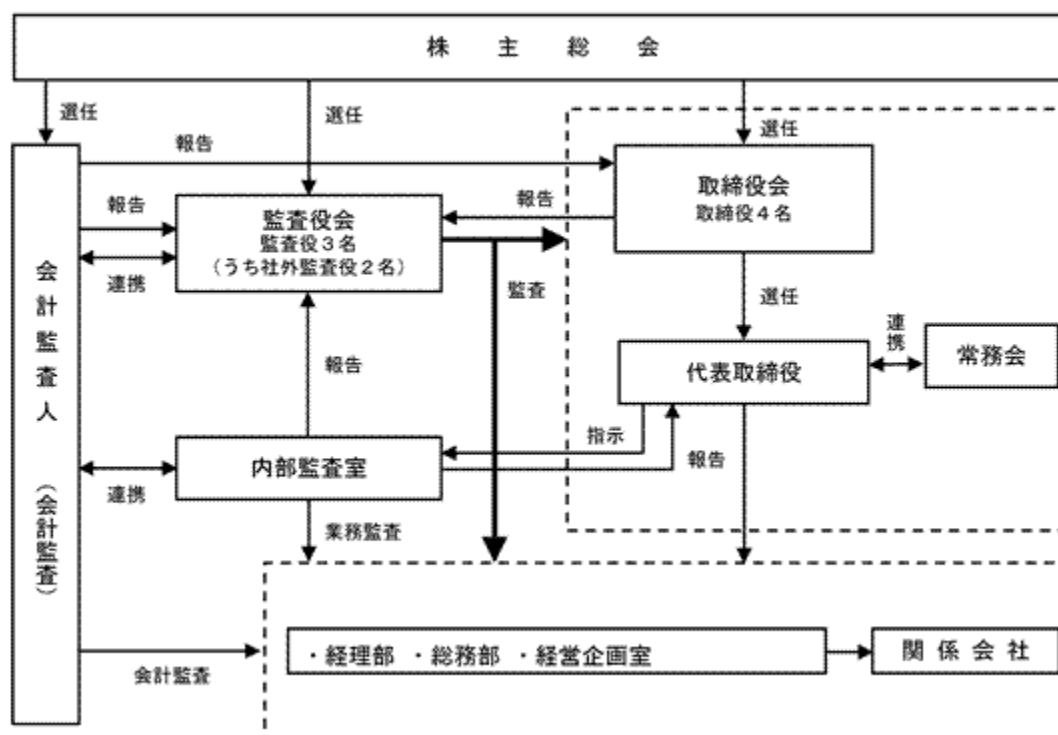 株主総会
選任
選任
選任
報告
取締役会
取締役４名
報告
報告
監査役会
監査役３名
（うち社外監査役２名）
連携
監査
選任
連携
常務会
代表取締役
報告
指示
報告
内部監査室
連携
業務監査
会計監査人
（会計監査）
会計監査
・経理部 ・総務部 ・経営企画室
関係会社